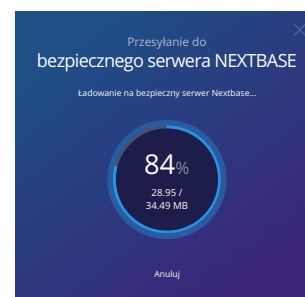 Przesyłanie do
bezpiecznego serwera NEXTBASE
Ładowanie na bezpieczny serwer Nextbase...
84%
28.95 /
34.49 MB
Anuluj